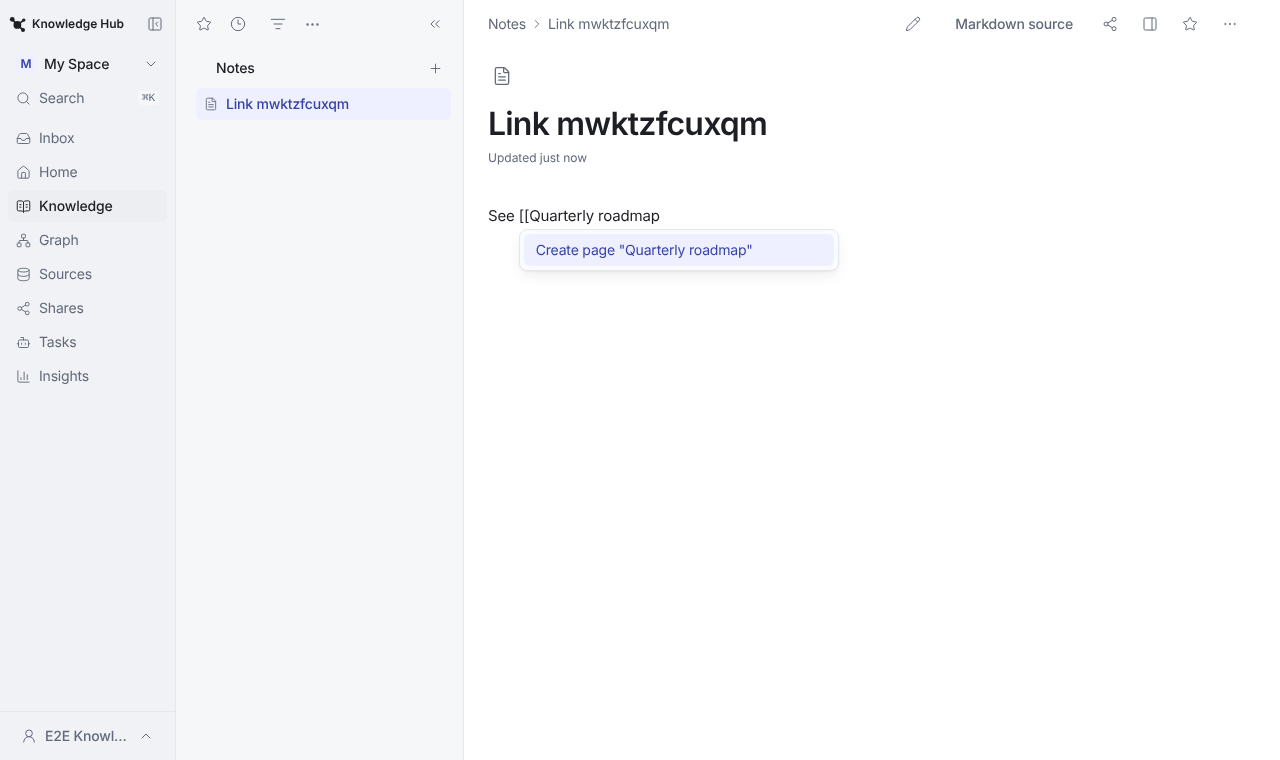 Knowledge Hub
M My Space
Search ⌘K
Inbox
Home
Knowledge
Graph
Sources
Shares
Tasks
Insights
E2E Knowl...
Notes
Link mwktzfcuxqm
Notes > Link mwktzfcuxqm
Markdown source
Link mwktzfcuxqm
Updated just now
See [[Quarterly roadmap
Create page "Quarterly roadmap"